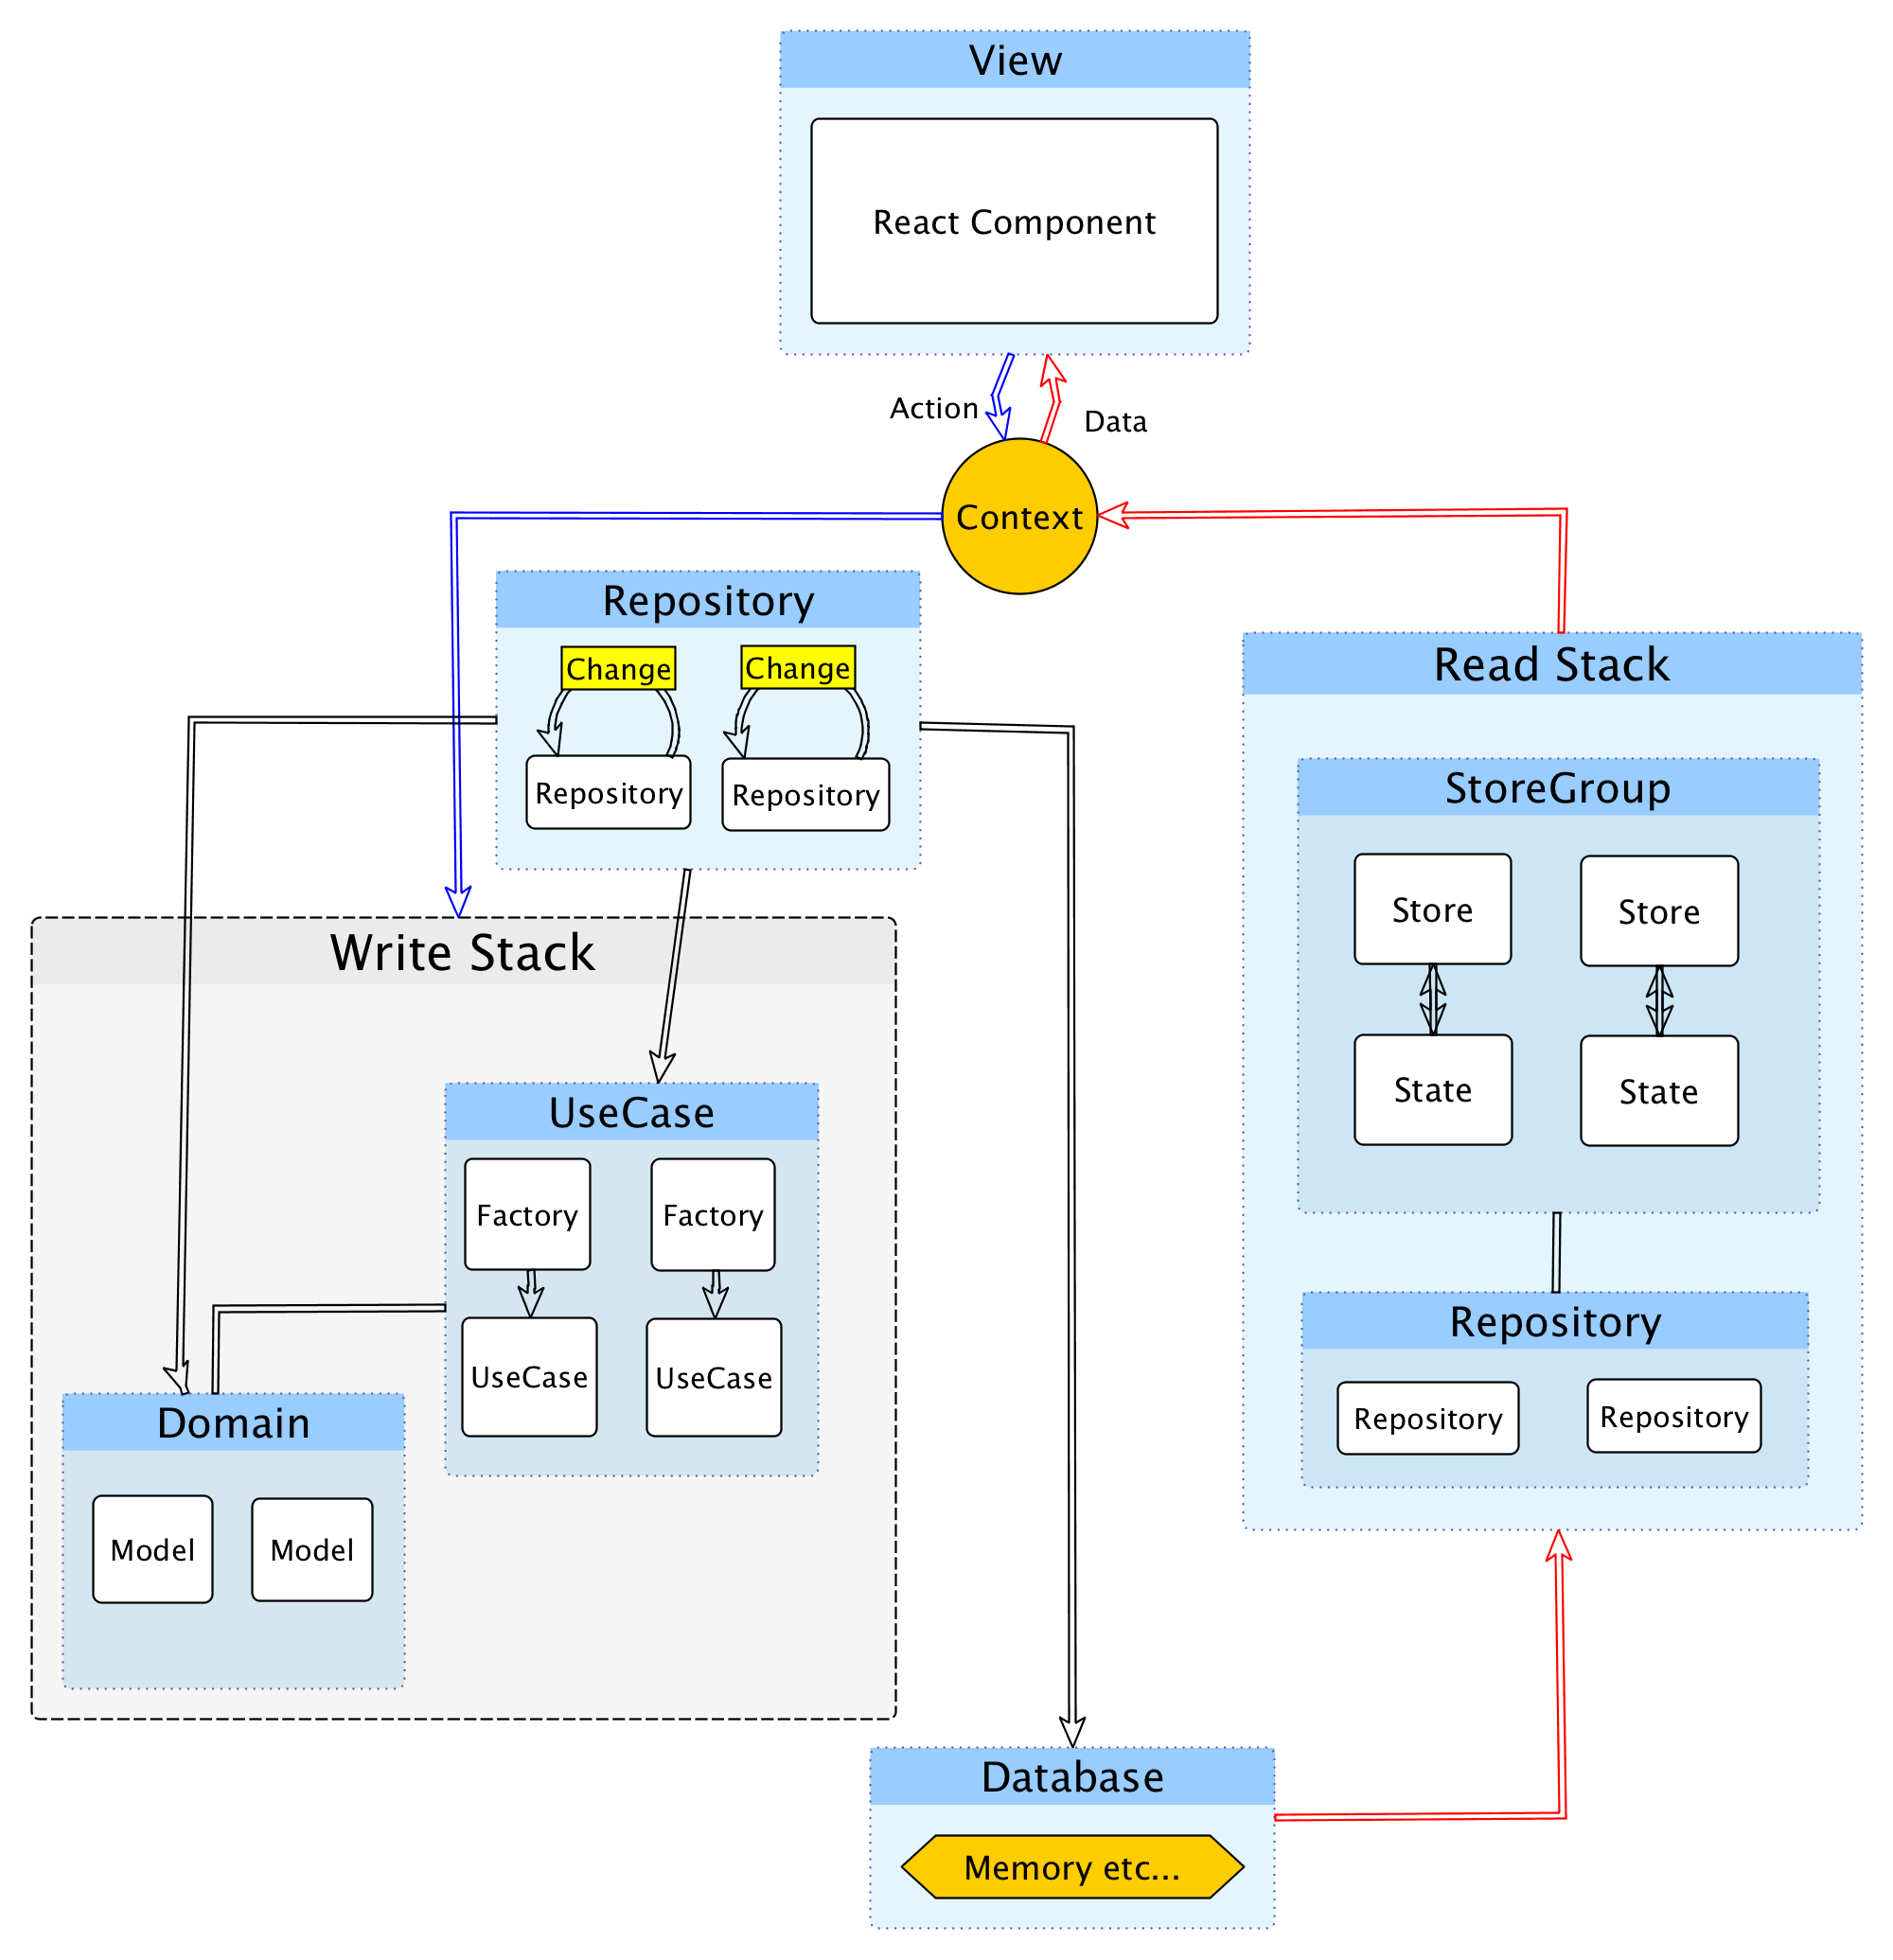 View
React Component
Action
Data
Context
Repository
Change
Change
Repository
Repository
Read Stack
StoreGroup
Store
Store
State
State
Repository
Repository
Repository
Write Stack
UseCase
Factory
Factory
UseCase
UseCase
Domain
Model
Model
Database
Memory etc...